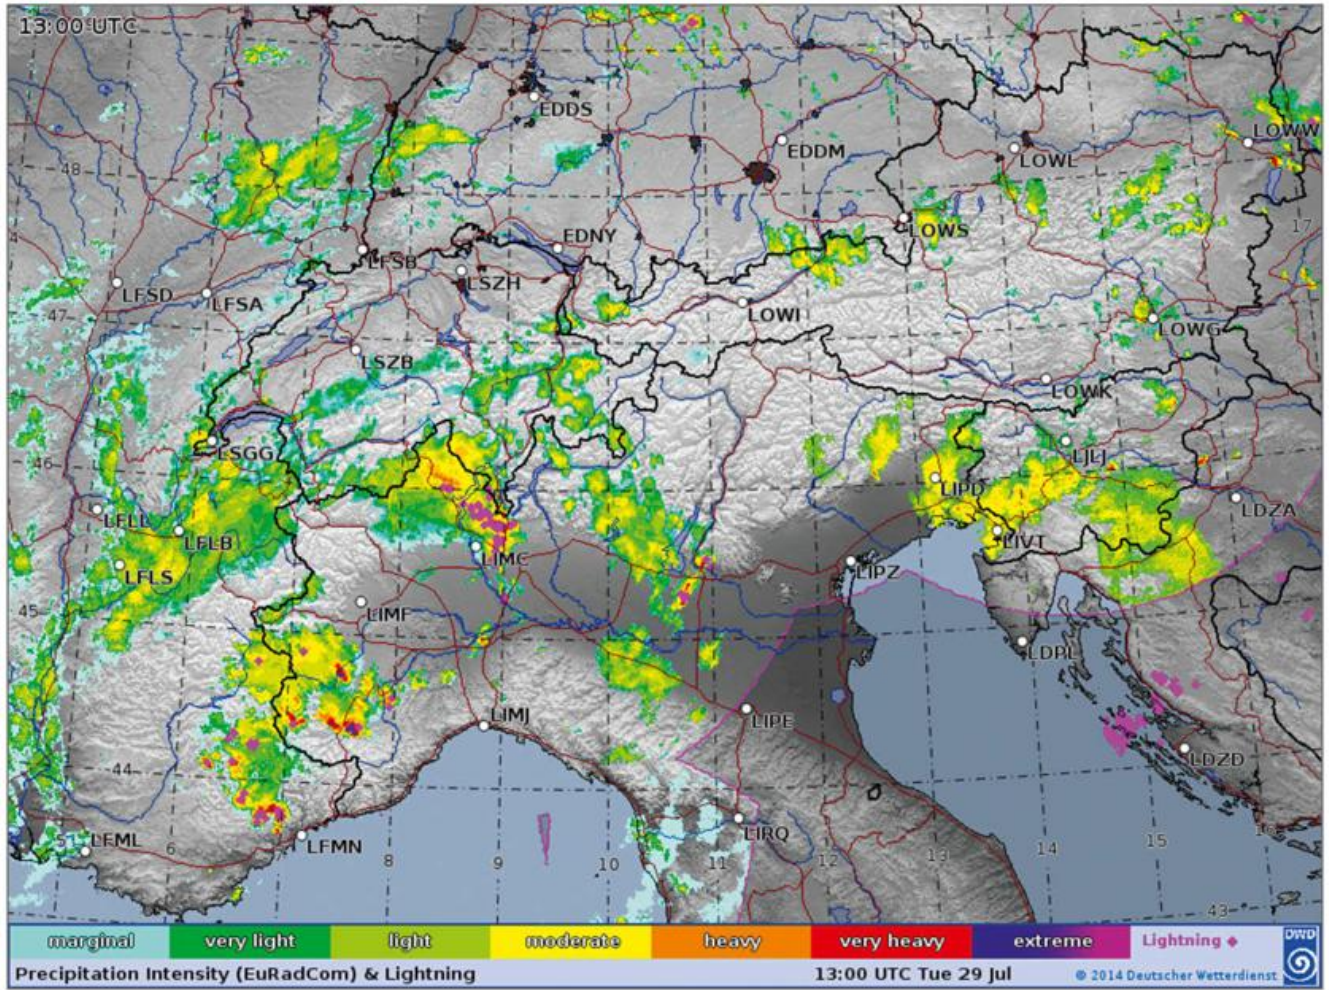 13:00 UTC
EDDS
LOWW
EDDM
LOWL
48
LOWS
17
EDNY
LFSB
LSZH
LFSD
LFSA
LOWI
47
LOWG
LSZB
LOWK
LSGG
LJLJ
46
LIPD
LDZA
LFLL
LFLB
LIVT
LIMC
LFLS
LIPZ
45
LIMF
LDPL
LIMJ
LIPE
LDZD
44
LFML
LFMN
LIRQ
5
6
7
8
9
10
11
12
13
14
15
16
43
marginal
very light
light
moderate
heavy
very heavy
extreme
Lightning
DWD
Precipitation Intensity (EuRadCom) & Lightning
13:00 UTC Tue 29 Jul
© 2014 Deutscher Wetterdienst